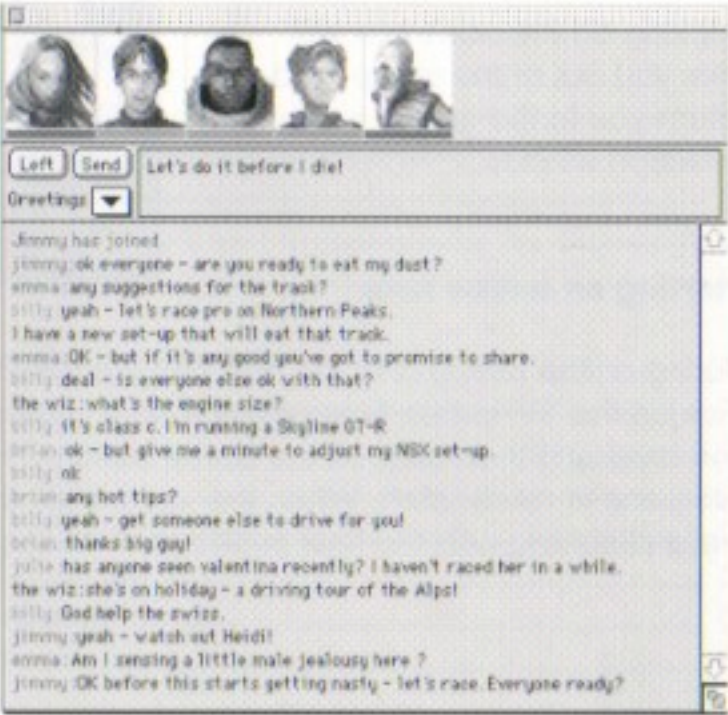 Left Send Let's do it before I die!
Greetings
Jimmy has joined.
jimmy:ok everyone - are you ready to eat my dust?
emma:any suggestions for the track?
billy:yeah - let's race pro on Northern Peaks.
I have a new set-up that will eat that track.
emma:OK - but if it's any good you've got to promise to share.
billy:deal - is everyone else ok with that?
the wiz:what's the engine size?
billy:it's class c. I'm running a Skyline GT-R
brian:ok - but give me a minute to adjust my NSX set-up.
billy:ok
brian:any hot tips?
billy:yeah - get someone else to drive for you!
brian:thanks big guy!
julie:has anyone seen valentina recently? I haven't raced her in a while.
the wiz:she's on holiday - a driving tour of the Alps!
billy:God help the swiss.
jimmy:yeah - watch out Heidi!
emma:Am I sensing a little male jealousy here ?
jimmy:OK before this starts getting nasty - let's race. Everyone ready?